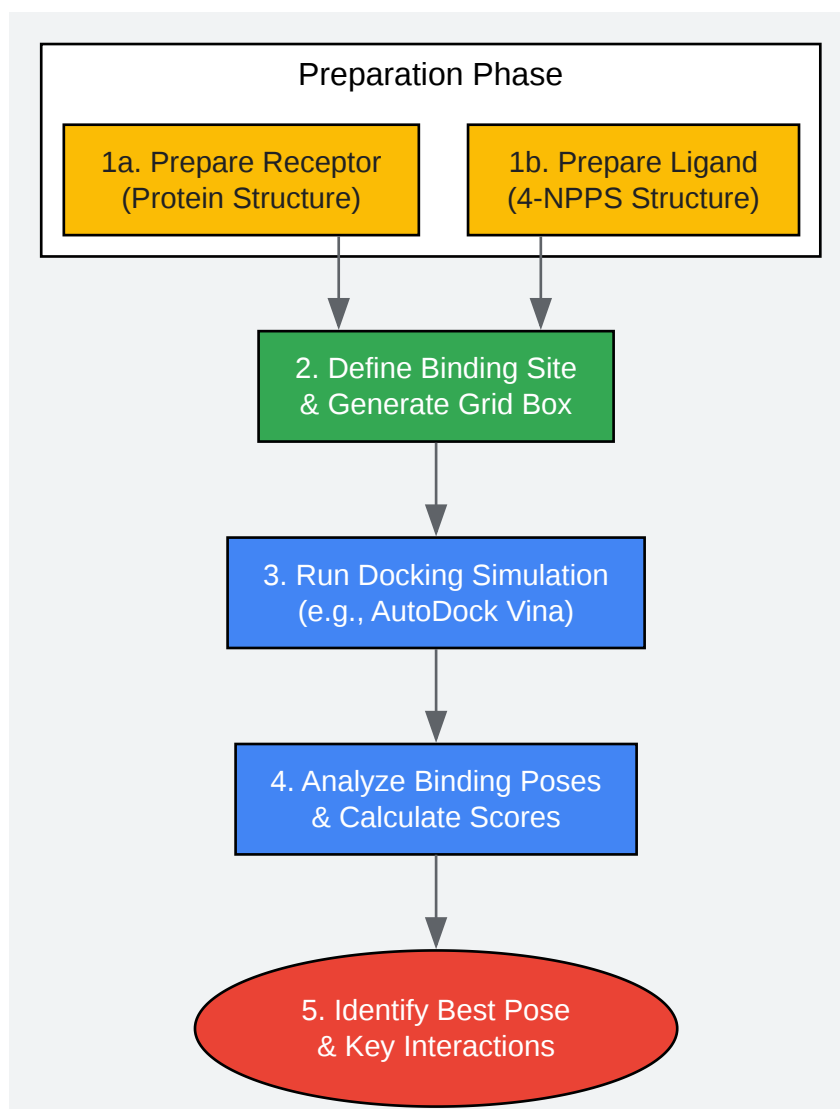 Preparation Phase
1a. Prepare Receptor
(Protein Structure)
1b. Prepare Ligand
(4-NPPS Structure)
2. Define Binding Site
& Generate Grid Box
3. Run Docking Simulation
(e.g., AutoDock Vina)
4. Analyze Binding Poses
& Calculate Scores
5. Identify Best Pose
& Key Interactions